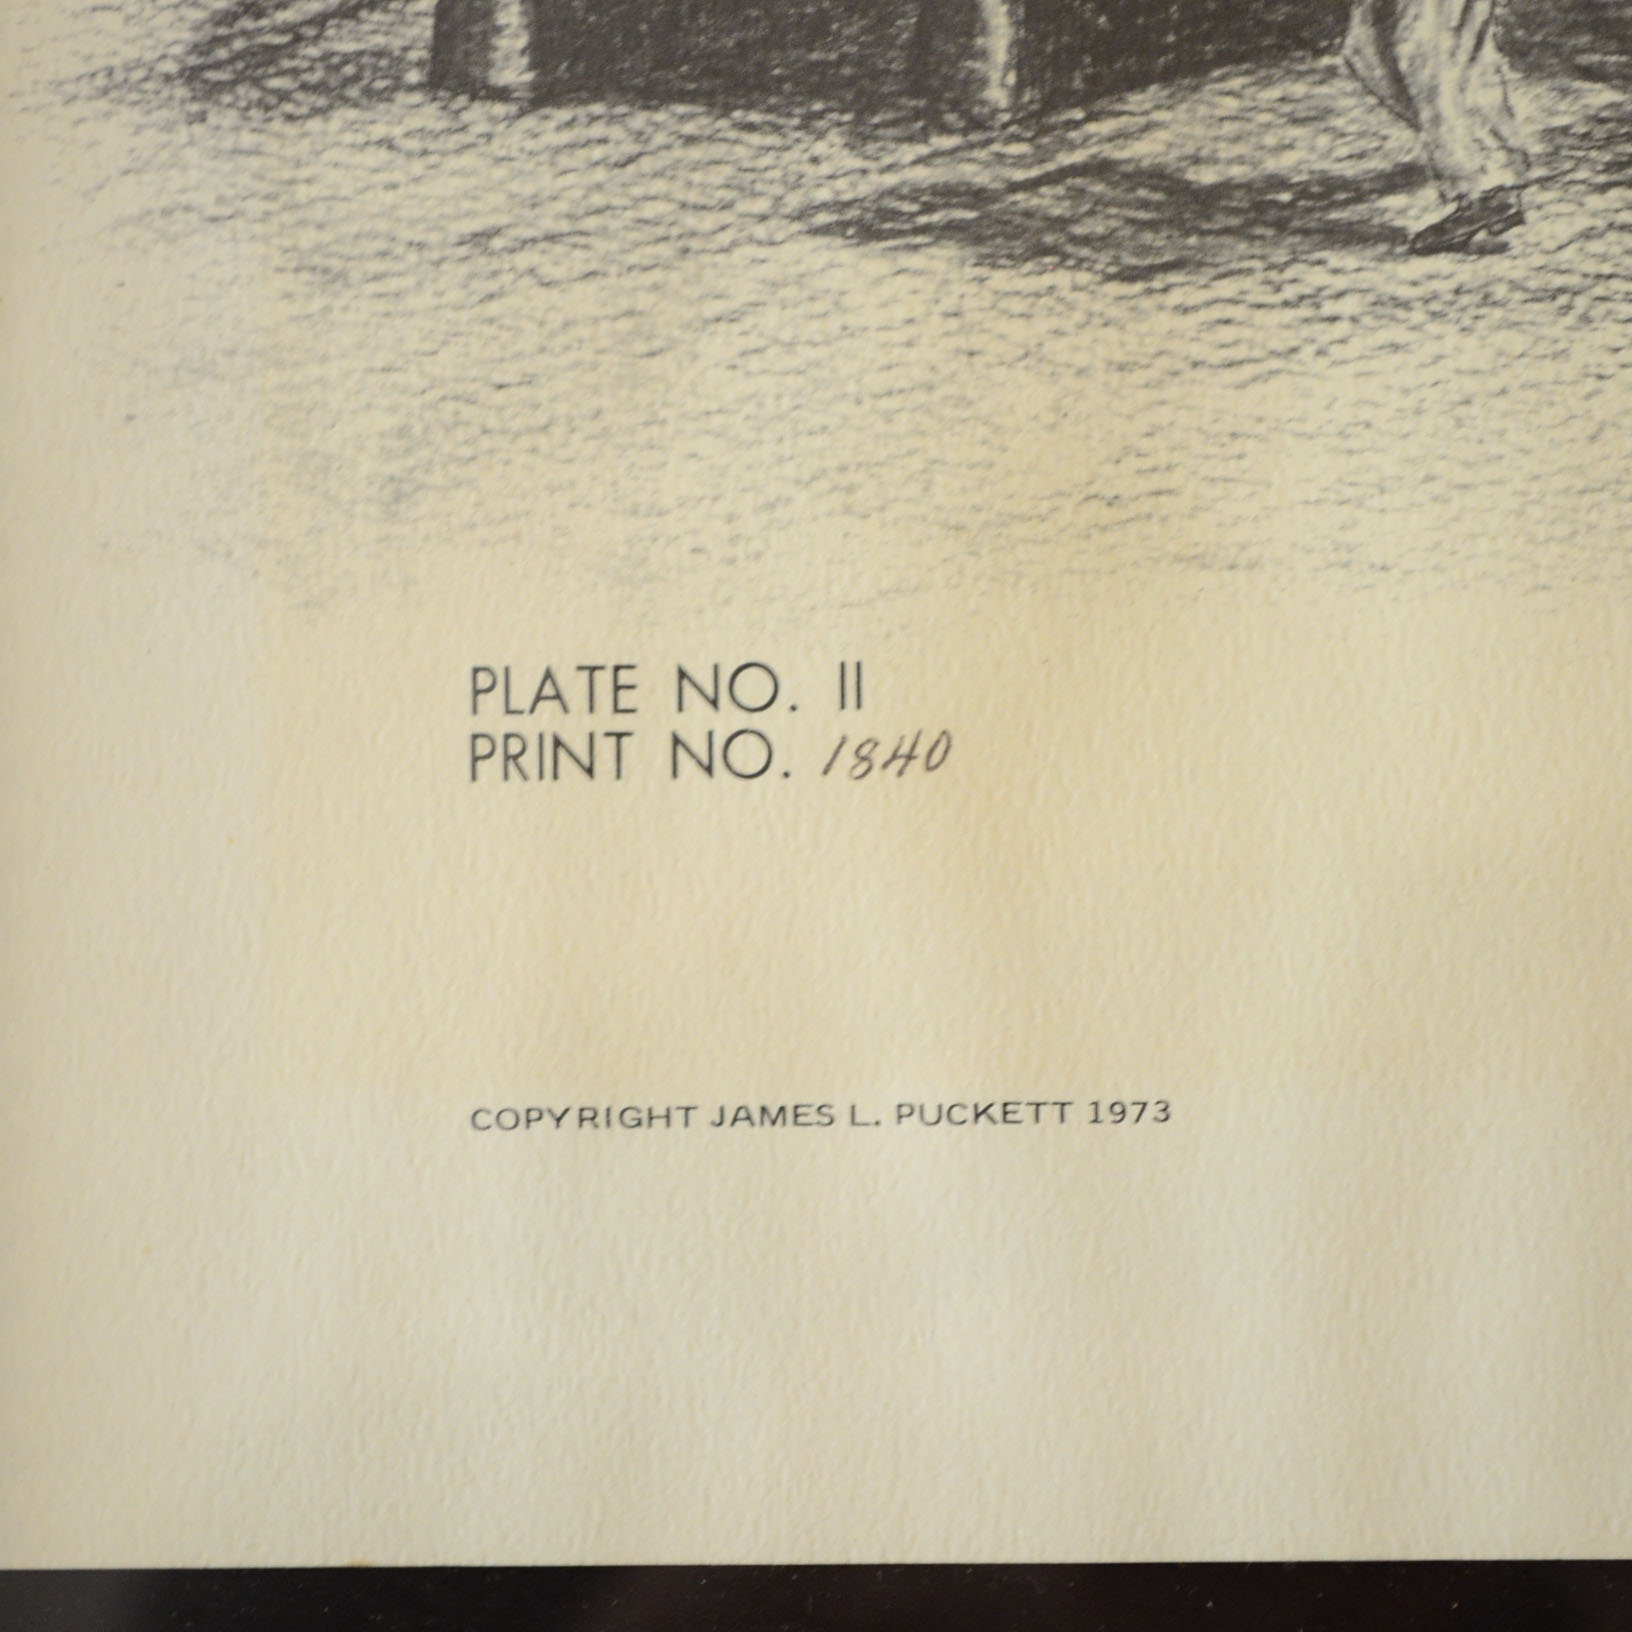 PLATE NO. II
PRINT NO. 1840
COPYRIGHT JAMES L. PUCKETT 1973